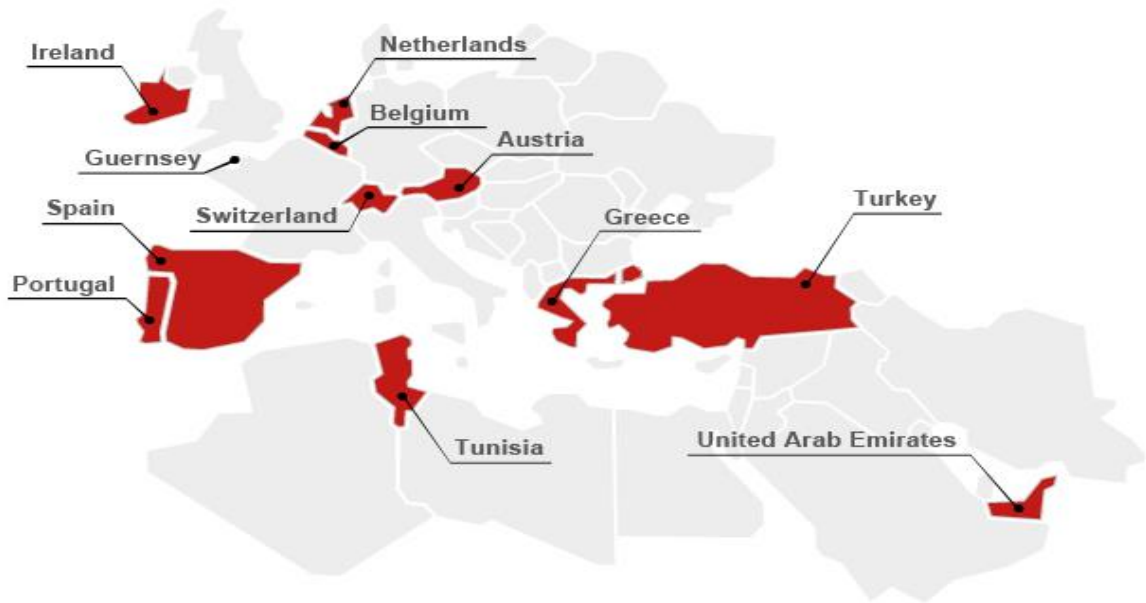 Netherlands
Ireland
Belgium
Austria
Guernsey
Turkey
Spain
Switzerland
Greece
Portugal
Tunisia
United Arab Emirates